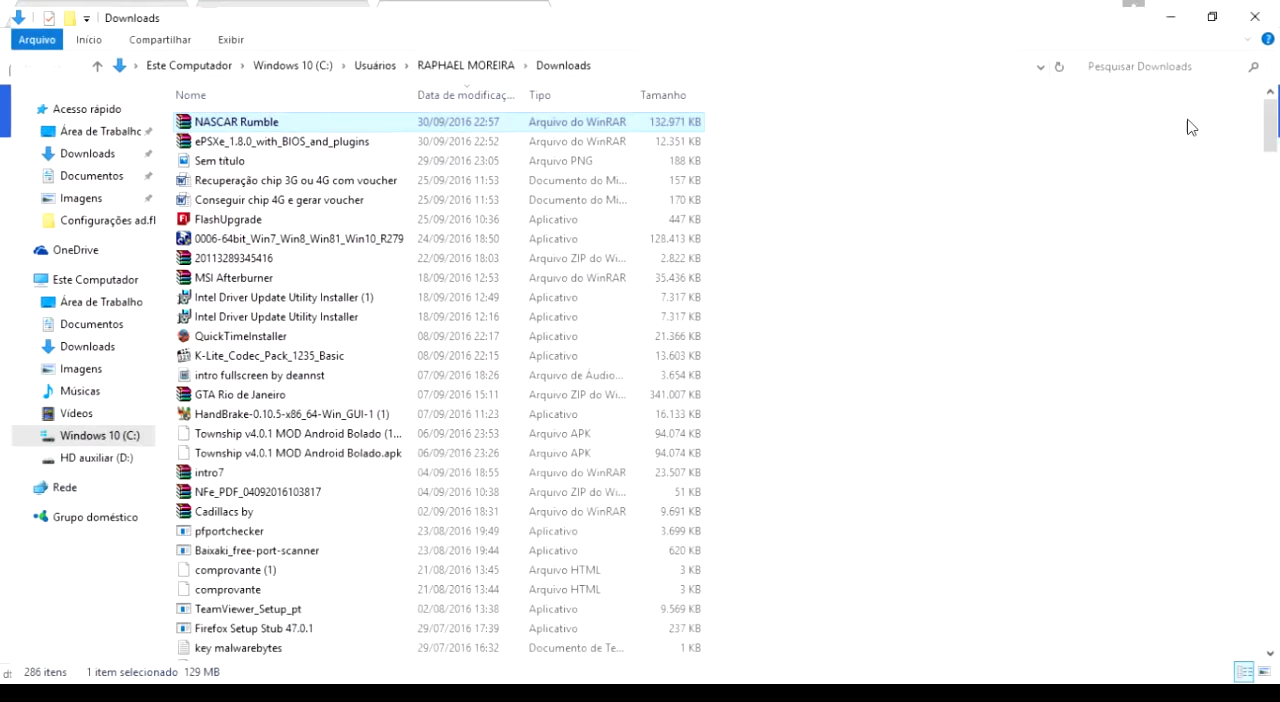 Downloads
Arquivo Início Compartilhar Exibir
Este Computador Windows 10 (C:) Usuários RAPHAEL MOREIRA Downloads Pesquisar Downloads
Nome Data de modificaç... Tipo Tamanho
Acesso rápido
Área de Trabalhc
Downloads
Documentos
Imagens
Configurações ad.fl
OneDrive
Este Computador
Área de Trabalho
Documentos
Downloads
Imagens
Músicas
Vídeos
Windows 10 (C:)
HD auxiliar (D:)
Rede
Grupo doméstico
NASCAR Rumble 30/09/2016 22:57 Arquivo do WinRAR 132.971 KB
ePSXe_1.8.0_with_BIOS_and_plugins 30/09/2016 22:52 Arquivo do WinRAR 12.351 KB
Sem título 29/09/2016 23:05 Arquivo PNG 188 KB
Recuperação chip 3G ou 4G com voucher 25/09/2016 11:53 Documento do Mi... 157 KB
Conseguir chip 4G e gerar voucher 25/09/2016 11:53 Documento do Mi... 170 KB
FlashUpgrade 25/09/2016 10:36 Aplicativo 447 KB
0006-64bit_Win7_Win8_Win81_Win10_R279 24/09/2016 18:50 Aplicativo 128.413 KB
20113289345416 22/09/2016 18:03 Arquivo ZIP do Wi... 2.822 KB
MSI Afterburner 18/09/2016 12:53 Arquivo do WinRAR 35.436 KB
Intel Driver Update Utility Installer (1) 18/09/2016 12:49 Aplicativo 7.317 KB
Intel Driver Update Utility Installer 18/09/2016 12:16 Aplicativo 7.317 KB
QuickTimeInstaller 08/09/2016 22:17 Aplicativo 21.366 KB
K-Lite_Codec_Pack_1235_Basic 08/09/2016 22:15 Aplicativo 13.603 KB
intro fullscreen by deannst 07/09/2016 18:26 Arquivo de Áudio... 3.654 KB
GTA Rio de Janeiro 07/09/2016 15:11 Arquivo ZIP do Wi... 341.007 KB
HandBrake-0.10.5-x86_64-Win_GUI-1 (1) 07/09/2016 11:23 Aplicativo 16.133 KB
Township v4.0.1 MOD Android Bolado (1... 06/09/2016 23:53 Arquivo APK 94.074 KB
Township v4.0.1 MOD Android Bolado.apk 06/09/2016 23:26 Arquivo APK 94.074 KB
intro7 04/09/2016 18:55 Arquivo do WinRAR 23.507 KB
NFe_PDF_04092016103817 04/09/2016 10:38 Arquivo ZIP do Wi... 51 KB
Cadillacs by 02/09/2016 18:31 Arquivo do WinRAR 9.691 KB
pfportchecker 23/08/2016 19:49 Aplicativo 3.699 KB
Baixaki_free-port-scanner 23/08/2016 19:44 Aplicativo 620 KB
comprovante (1) 21/08/2016 13:45 Arquivo HTML 3 KB
comprovante 21/08/2016 13:44 Arquivo HTML 3 KB
TeamViewer_Setup_pt 02/08/2016 13:38 Aplicativo 9.569 KB
Firefox Setup Stub 47.0.1 29/07/2016 17:39 Aplicativo 237 KB
key malwarebytes 29/07/2016 16:32 Documento de Te... 1 KB
286 itens 1 item selecionado 129 MB